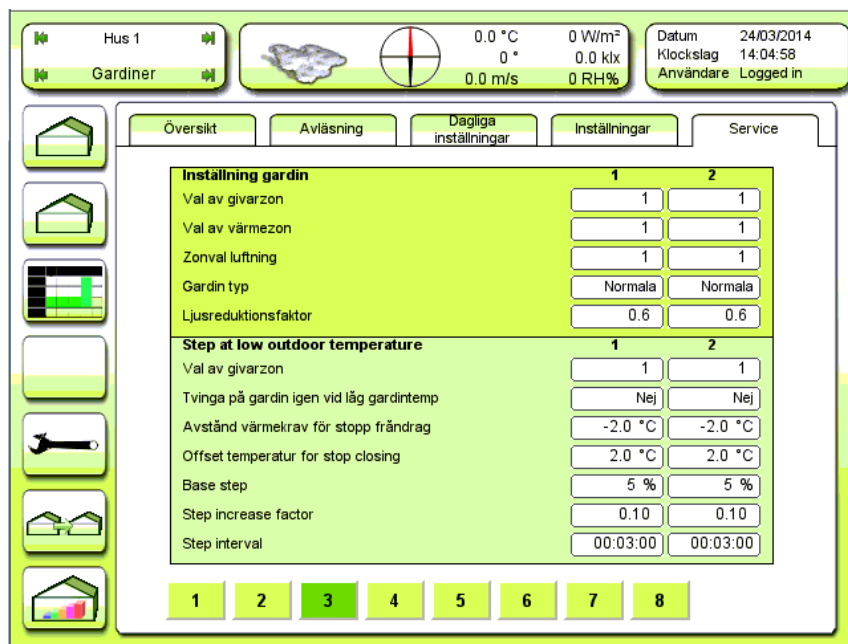 Hus 1
Gardiner
0.0 °C 0 W/m²
0 ° 0.0 klx
0.0 m/s 0 RH%
Datum 24/03/2014
Klockslag 14:04:58
Användare Logged in
Översikt
Avläsning
Dagliga
inställningar
Inställningar
Service
Inställning gardin 1 2
Val av givarzon 1 1
Val av värmezon 1 1
Zonval luftning 1 1
Gardin typ Normala Normala
Ljusreduktionsfaktor 0.6 0.6
Step at low outdoor temperature 1 2
Val av givarzon 1 1
Tvinga på gardin igen vid låg gardintemp Nej Nej
Avstånd värmekrav för stopp fråndrag -2.0 °C -2.0 °C
Offset temperatur for stop closing 2.0 °C 2.0 °C
Base step 5 % 5 %
Step increase factor 0.10 0.10
Step interval 00:03:00 00:03:00
1 2 3 4 5 6 7 8